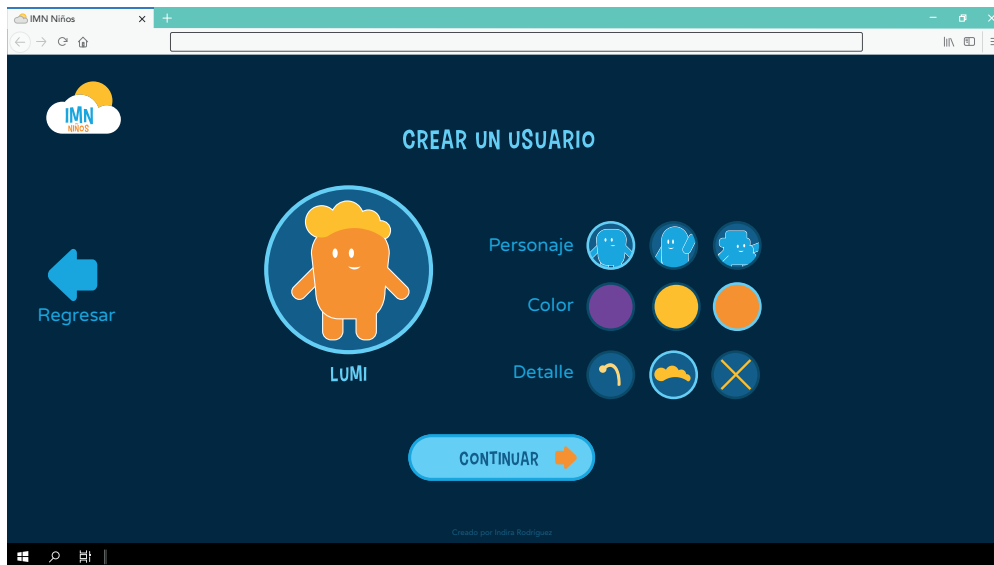 IMN Niños
IMN
NIÑOS
CREAR UN USUARIO
Personaje
Color
Regresar
LUMI
Detalle
CONTINUAR
Creado por Indira Rodríguez